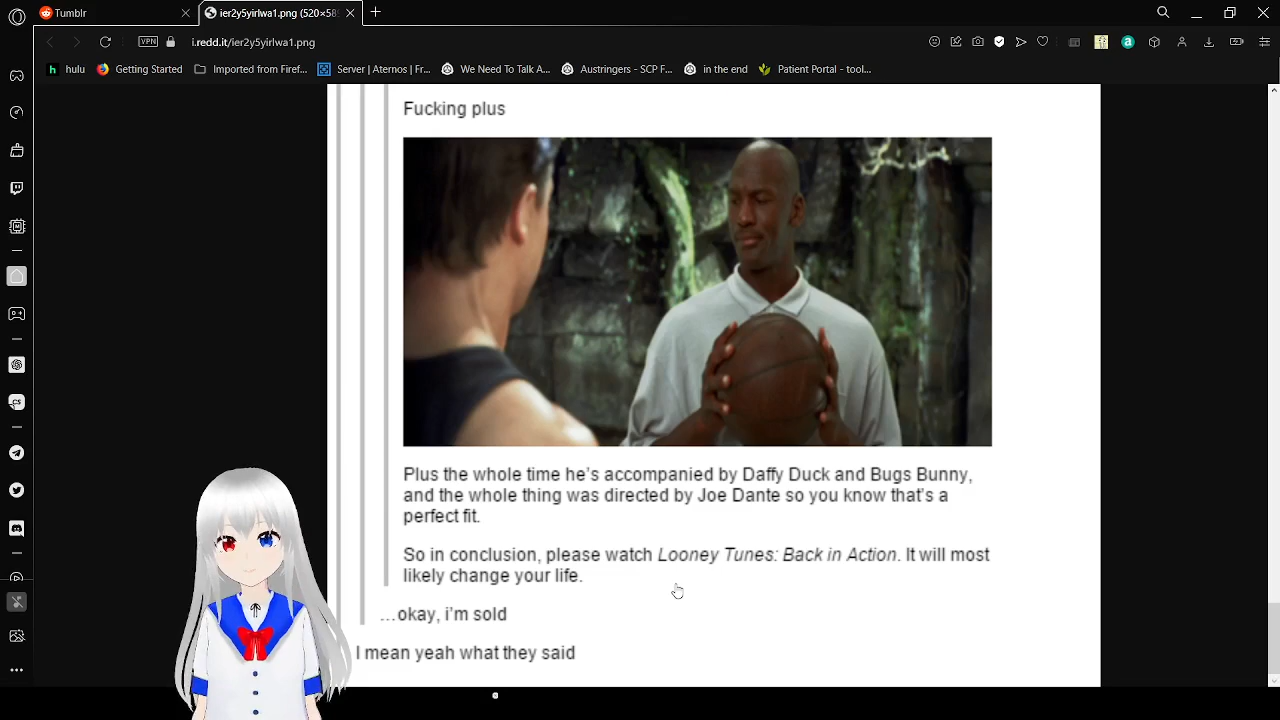 Tumblr
ier2y5yirlwa1.png (520×58
VPN
i.redd.it/ier2y5yirlwa1.png
hulu
Getting Started
Imported from Firef...
Server | Aternos | Fr...
We Need To Talk A...
Austringers - SCP F...
in the end
Patient Portal - tool...
Fucking plus
Plus the whole time he's accompanied by Daffy Duck and Bugs Bunny,
and the whole thing was directed by Joe Dante so you know that's a
perfect fit.
So in conclusion, please watch Looney Tunes: Back in Action. It will most
likely change your life.
…okay, i'm sold
I mean yeah what they said